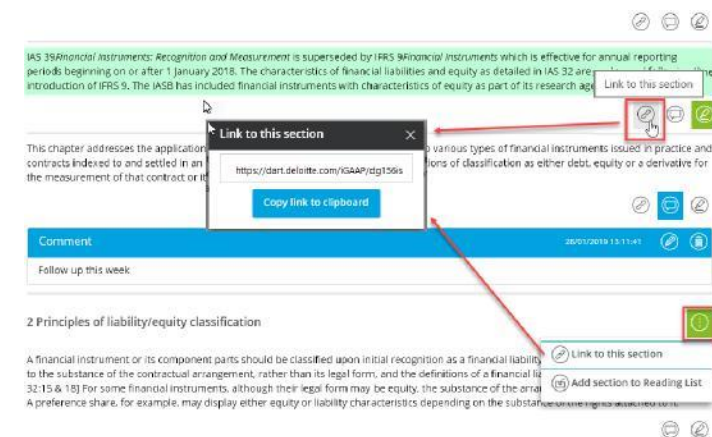 IAS 39Financial Instruments: Recognition and Measurement is superseded by IFRS 9Financial Instruments which is effective for annual reporting
periods beginning on or after 1 January 2018. The characteristics of financial liabilities and equity as detailed in IAS 32 are
introduction of IFRS 9. The IASB has included financial instruments with characteristics of equity as part of its research
Link to this section
Link to this section
This chapter addresses the application various types of financial instruments issued in practice and
contracts indexed to and settled in an of classification as either debt, equity or a derivative for
the measurement of that contract or
https://dart.deloitte.com/iGAAP/
Copy link to clipboard
Comment 28/01/2019 13:11:41
Follow up this week
2 Principles of liability/equity classification
A financial instrument or its component parts should be classified upon initial recognition as a financial
to the substance of the contractual arrangement, rather than its legal form, and the definitions of a financial
32:15 & 18] For some financial instruments, although their legal form may be equity, the substance of the
A preference share, for example, may display either equity or liability characteristics depending on the substance of the rights attached to it.
Link to this section
Add section to Reading List